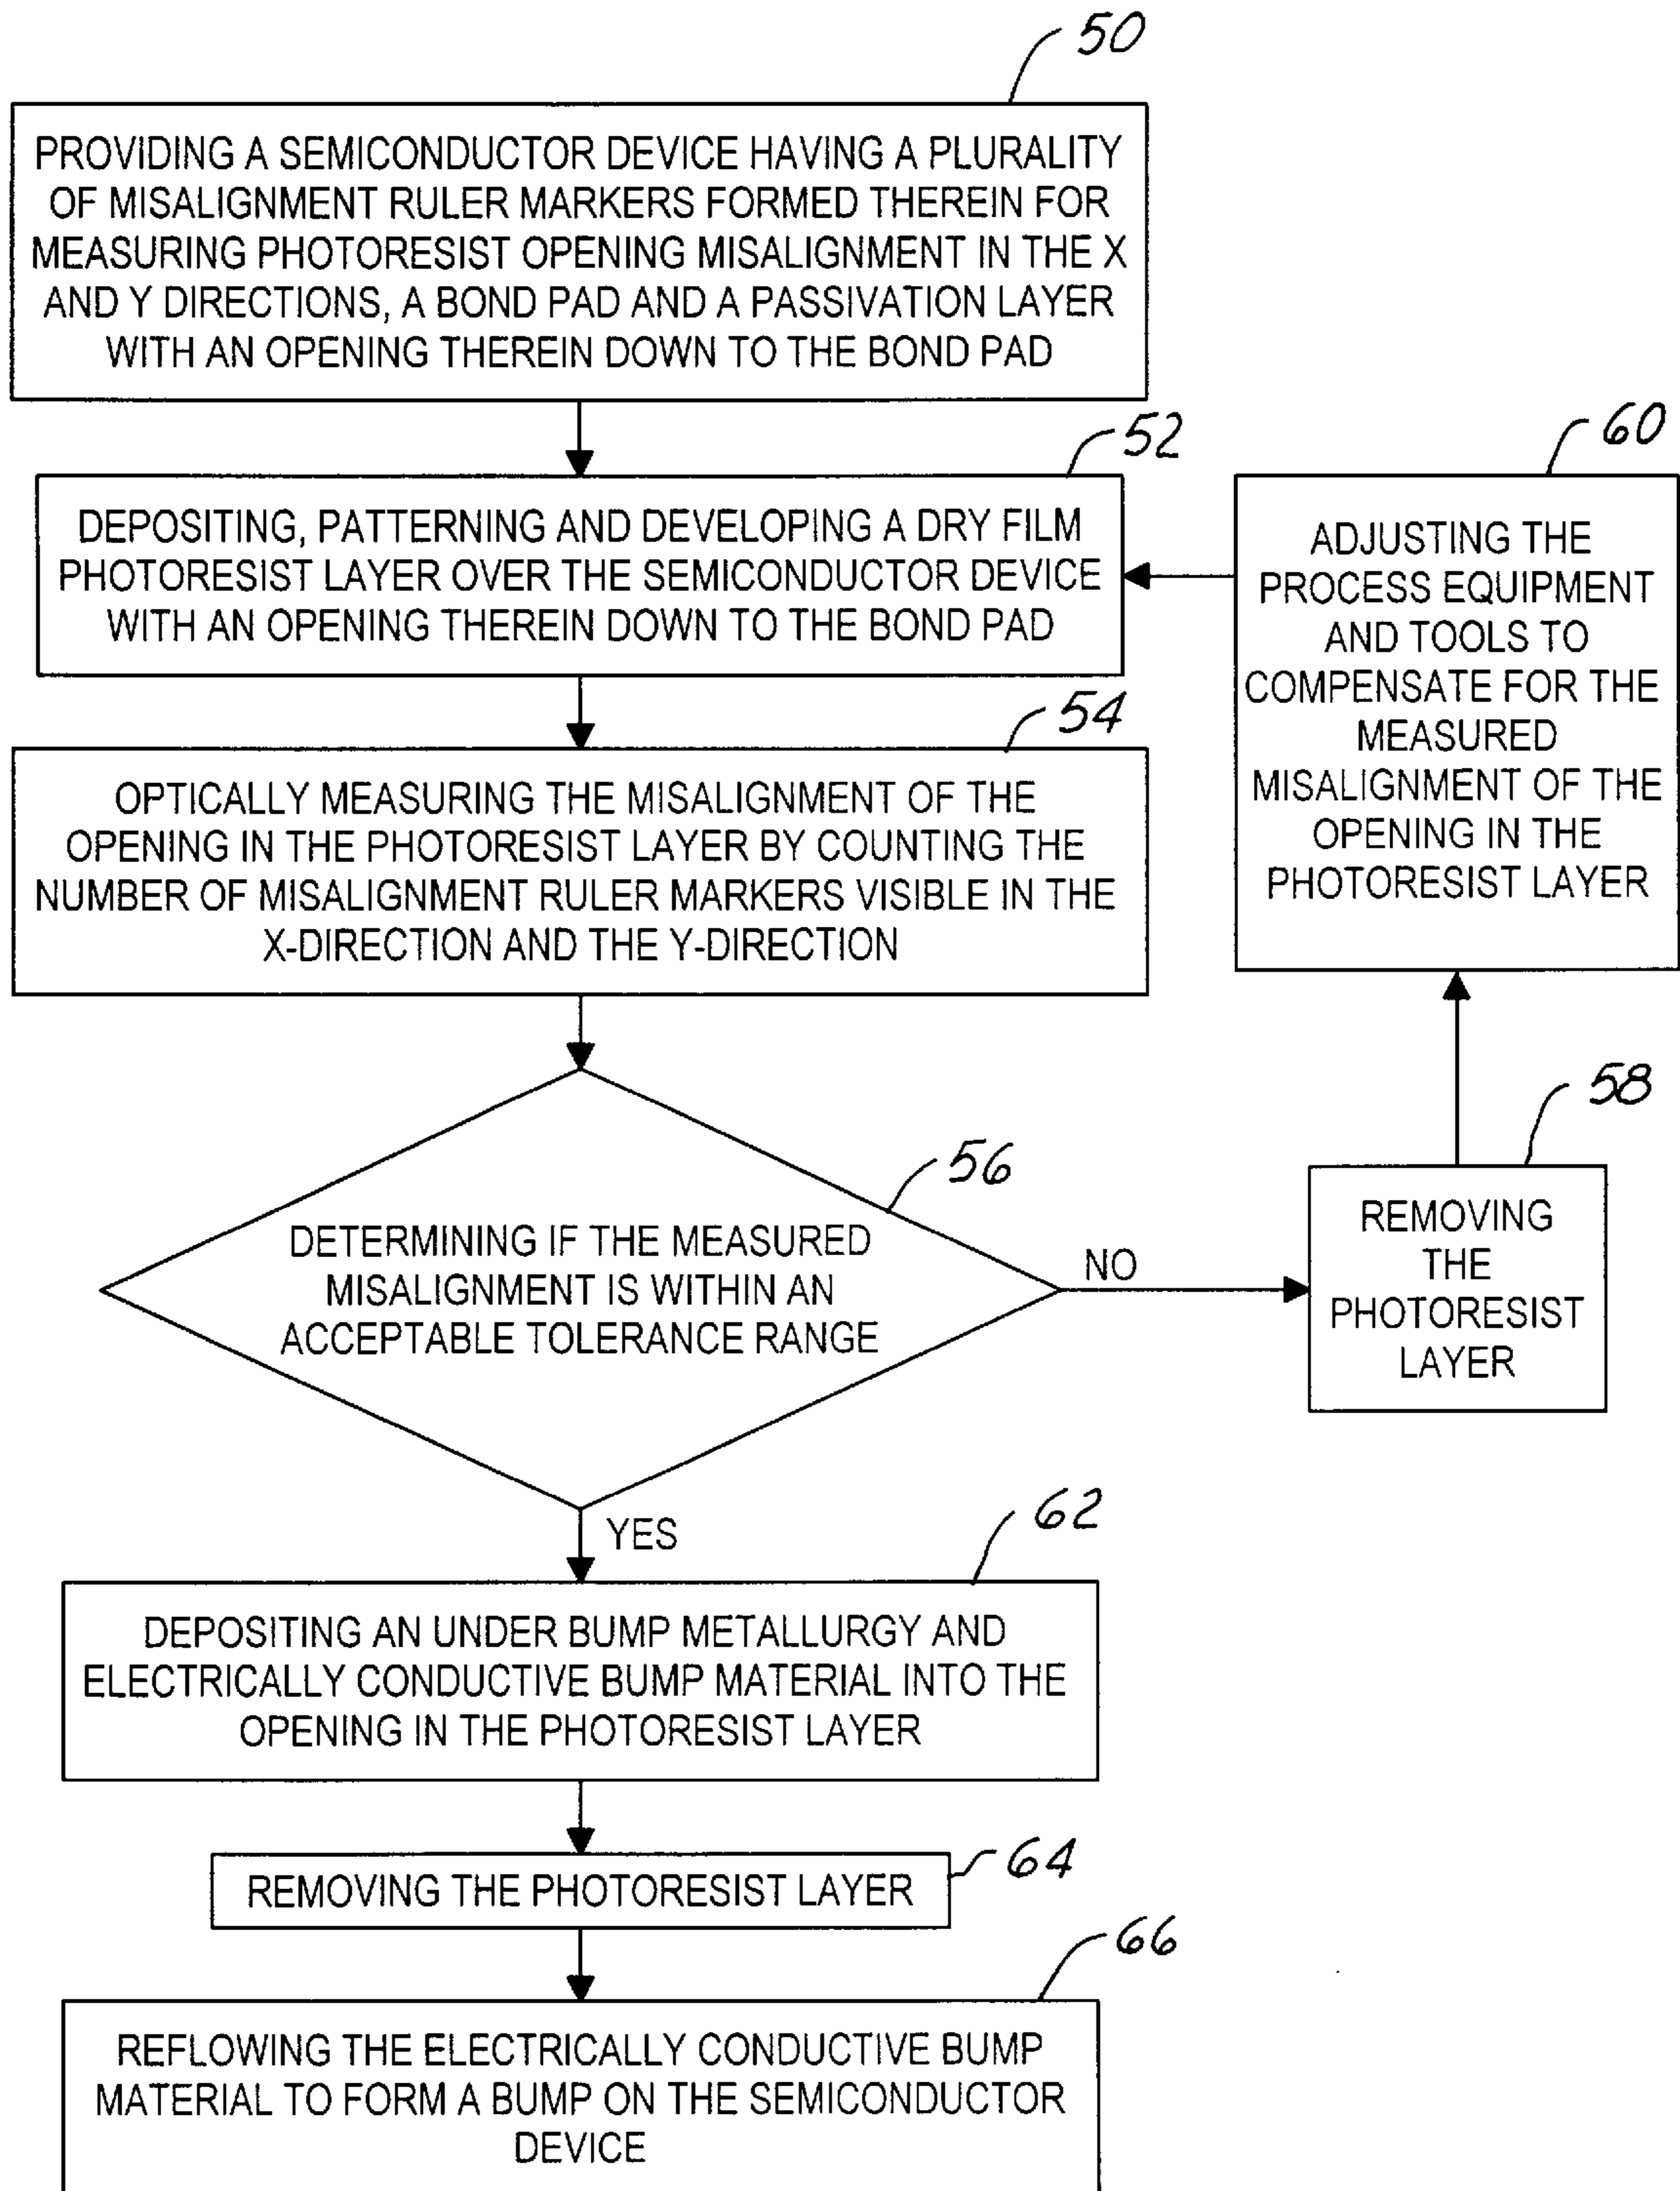 50
PROVIDING A SEMICONDUCTOR DEVICE HAVING A PLURALITY
OF MISALIGNMENT RULER MARKERS FORMED THEREIN FOR
MEASURING PHOTORESIST OPENING MISALIGNMENT IN THE X
AND Y DIRECTIONS, A BOND PAD AND A PASSIVATION LAYER
WITH AN OPENING THEREIN DOWN TO THE BOND PAD
52
DEPOSITING, PATTERNING AND DEVELOPING A DRY FILM
PHOTORESIST LAYER OVER THE SEMICONDUCTOR DEVICE
WITH AN OPENING THEREIN DOWN TO THE BOND PAD
54
OPTICALLY MEASURING THE MISALIGNMENT OF THE
OPENING IN THE PHOTORESIST LAYER BY COUNTING THE
NUMBER OF MISALIGNMENT RULER MARKERS VISIBLE IN THE
X-DIRECTION AND THE Y-DIRECTION
56
DETERMINING IF THE MEASURED
MISALIGNMENT IS WITHIN AN
ACCEPTABLE TOLERANCE RANGE
NO
58
REMOVING
THE
PHOTORESIST
LAYER
60
ADJUSTING THE
PROCESS EQUIPMENT
AND TOOLS TO
COMPENSATE FOR THE
MEASURED
MISALIGNMENT OF THE
OPENING IN THE
PHOTORESIST LAYER
YES
62
DEPOSITING AN UNDER BUMP METALLURGY AND
ELECTRICALLY CONDUCTIVE BUMP MATERIAL INTO THE
OPENING IN THE PHOTORESIST LAYER
64
REMOVING THE PHOTORESIST LAYER
66
REFLOWING THE ELECTRICALLY CONDUCTIVE BUMP
MATERIAL TO FORM A BUMP ON THE SEMICONDUCTOR
DEVICE